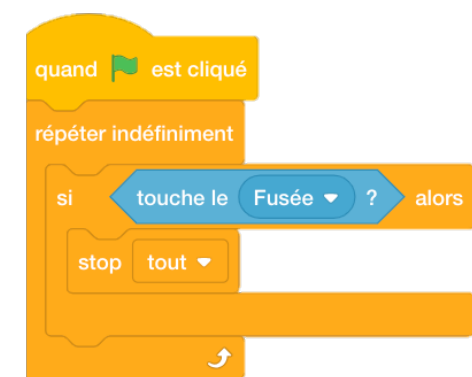 quand est cliqué
répéter indéfiniment
si touche le Fusée ? alors
stop tout